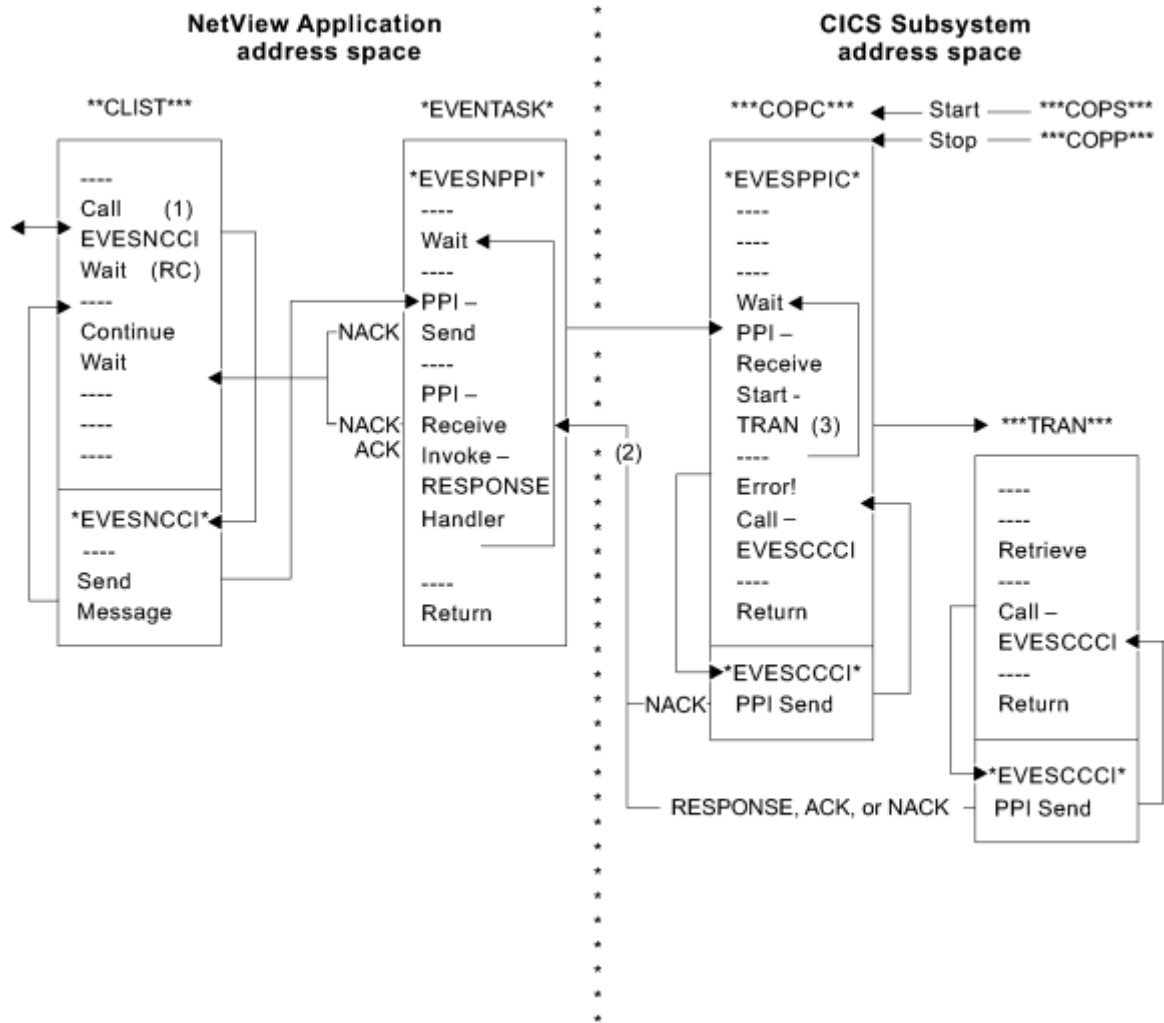 NetView Application
address space
CICS Subsystem
address space
**CLIST***
*EVENTASK*
***COPC***
Start
***COPS***
Stop
***COPP***
----
Call (1)
EVESNCCI
Wait (RC)
----
Continue
Wait
----
----
----
*EVESNCCI*
----
Send
Message
*EVESNPPI*
----
Wait
----
PPI –
Send
----
PPI –
Receive
Invoke –
RESPONSE
Handler
----
Return
NACK
NACK
ACK
(2)
*EVESPPIC*
----
----
----
Wait
PPI –
Receive
Start -
TRAN (3)
----
Error!
Call –
EVESCCCI
----
Return
*EVESCCCI*
PPI Send
NACK
***TRAN***
----
----
Retrieve
----
Call –
EVESCCCI
----
Return
*EVESCCCI*
PPI Send
RESPONSE, ACK, or NACK